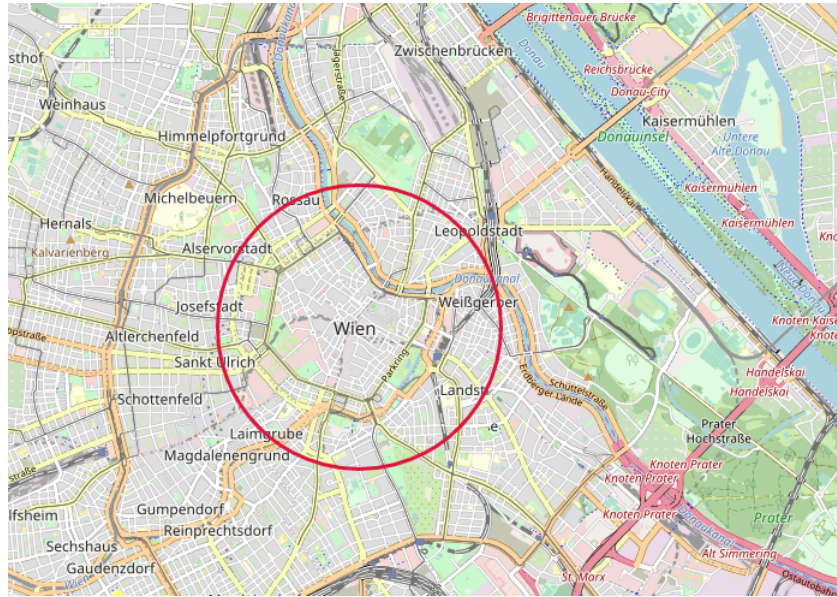 Brigittenauer Brücke
Zwischenbrücken
Donau
Jägerstraße
sthof
Reichsbrücke
Donau-City
Weinhaus
Kaisermühlen
Himmelpfortgrund
Donauinsel
Untere
Alte Donau
Michelbeuern
Rossau
Handelskai
Kaisermühlen
Hernals
Leopoldstadt
Kaisermühlen
Kalvarienberg
Alservorstadt
Donaukanal
Josefstadt
Weißgerber
Wien
Knoten Kaise
Altlerchenfeld
Sankt Ulrich
Parkring
Handelskai
Handelskai
Schottenfeld
Landst
Erdberger Lände
Schüttelstraße
Prater
Hochstraße
Laimgrube
Magdalenengrund
Knoten Prater
Knoten Prater
Gumpendorf
Knoten Prater
Prater
lfsheim
Reinprechtsdorf
Donaukanal
Sechshaus
Alt Simmering
Gaudenzdorf
St. Marx
Wien
Ostautobahn